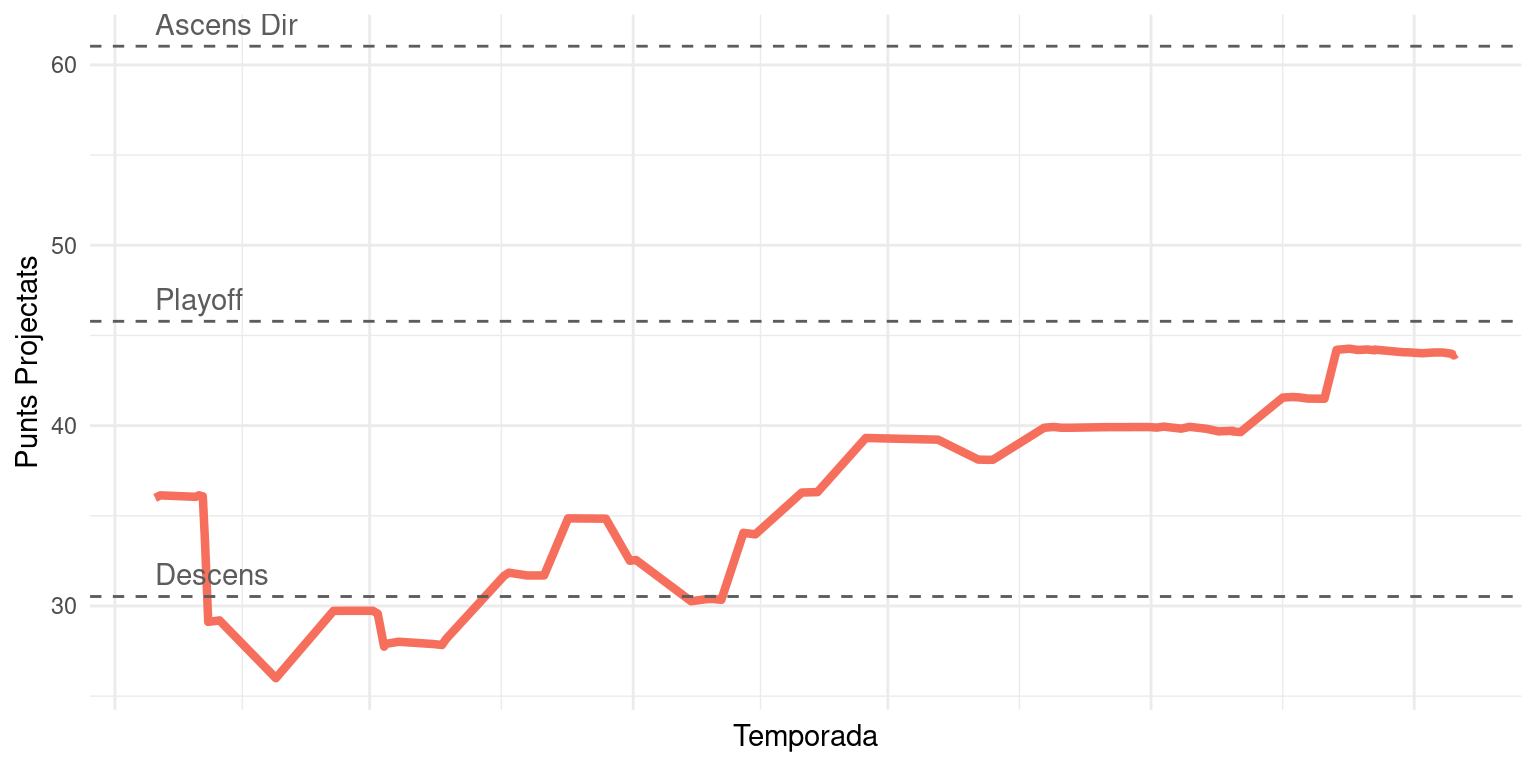 Ascens Dir
60
50
Playoff
40
Descens
30
Punts Projectats
Temporada